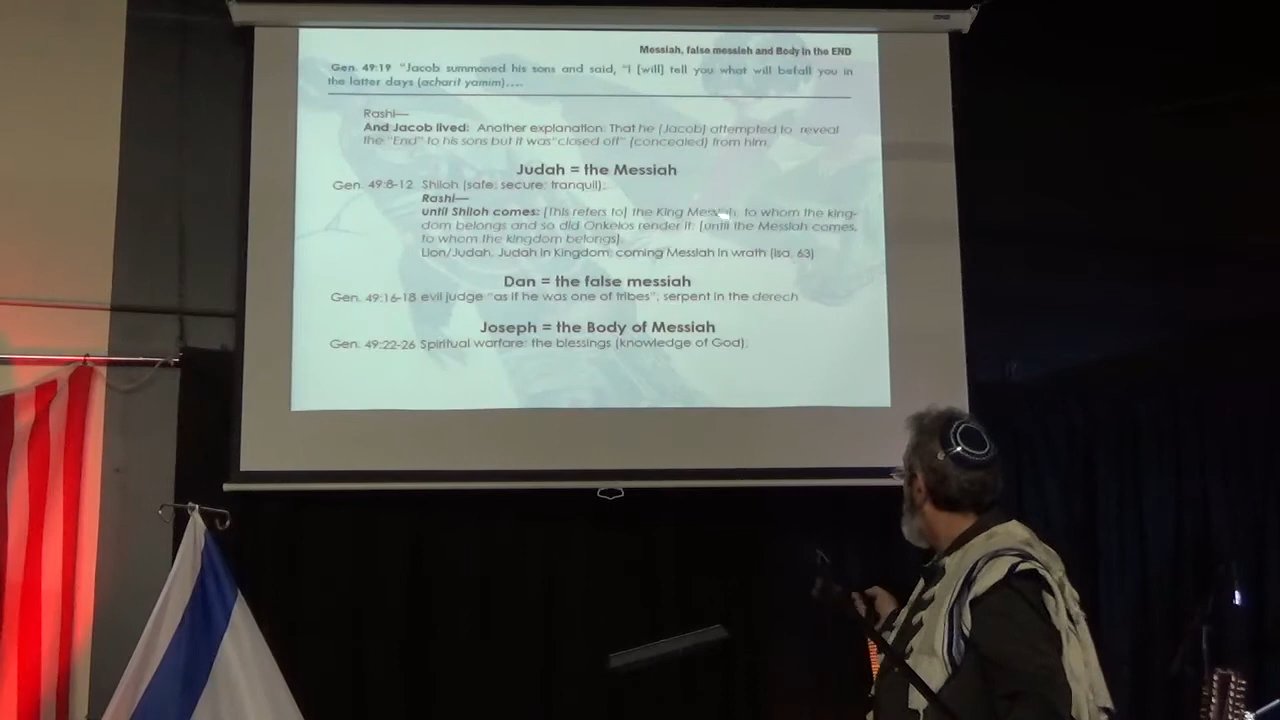 Messiah, false messieh and Body in the END
Gen. 49:19 "Jacob summoned his sons and said, "I [will] tell you what will befall you in
the latter days (acharit yamim)....
Rashi—
And Jacob lived: Another explanation: That he (Jacob) attempted to reveal
the "End" to his sons but it was "closed off" (concealed) from him.
Judah = the Messiah
Gen. 49:8-12 Shiloh (safe; secure; tranquil);
Rashi—
until Shiloh comes: [This refers to] the King Messiah, to whom the king-
dom belongs and so did Onkelos render it: [until the Messiah comes,
to whom the kingdom belongs]
Lion/Judah, Judah in Kingdom; coming Messiah in wrath (Isa. 63)
Dan = the false messiah
Gen. 49:16-18 evil judge "as if he was one of tribes"; serpent in the derech
Joseph = the Body of Messiah
Gen. 49:22-26 Spiritual warfare; the blessings (knowledge of God);